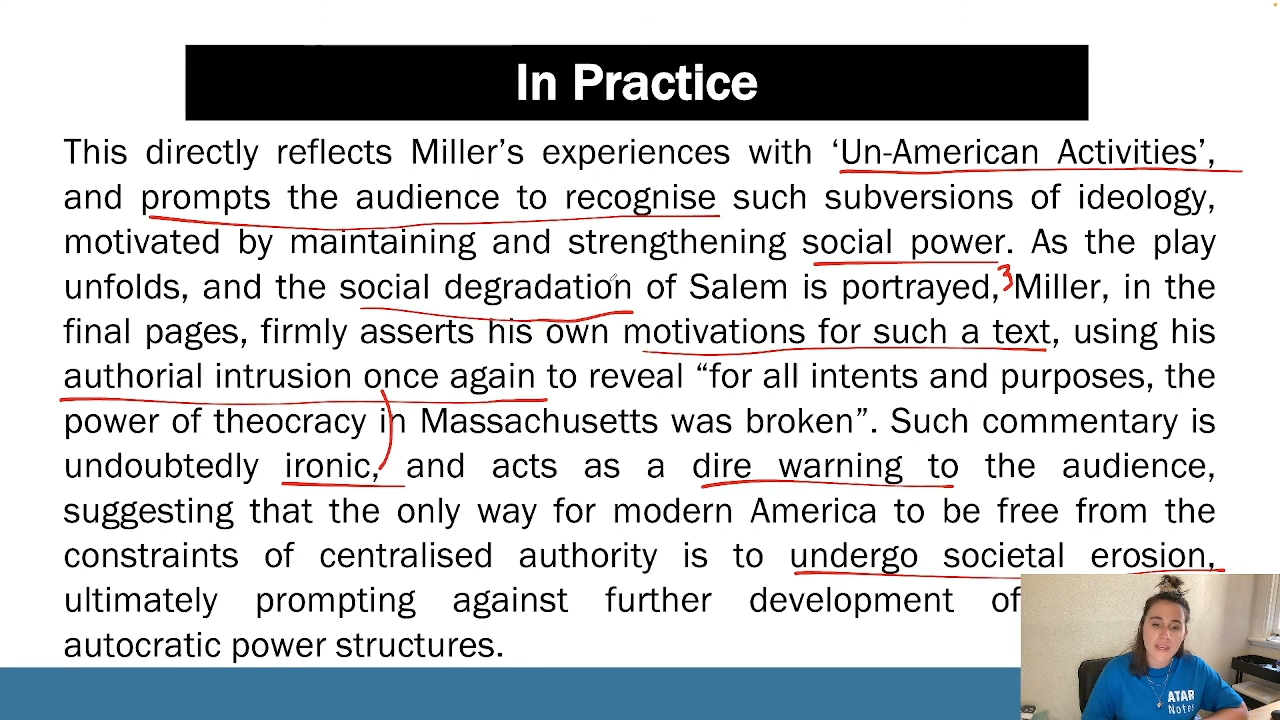 In Practice
This directly reflects Miller’s experiences with ‘Un-American Activities’,
and prompts the audience to recognise such subversions of ideology,
motivated by maintaining and strengthening social power. As the play
unfolds, and the social degradation of Salem is portrayed, Miller, in the
final pages, firmly asserts his own motivations for such a text, using his
authorial intrusion once again to reveal “for all intents and purposes, the
power of theocracy in Massachusetts was broken”. Such commentary is
undoubtedly ironic, and acts as a dire warning to the audience,
suggesting that the only way for modern America to be free from the
constraints of centralised authority is to undergo societal erosion,
ultimately prompting against further development of
autocratic power structures.
ATAR
Notes